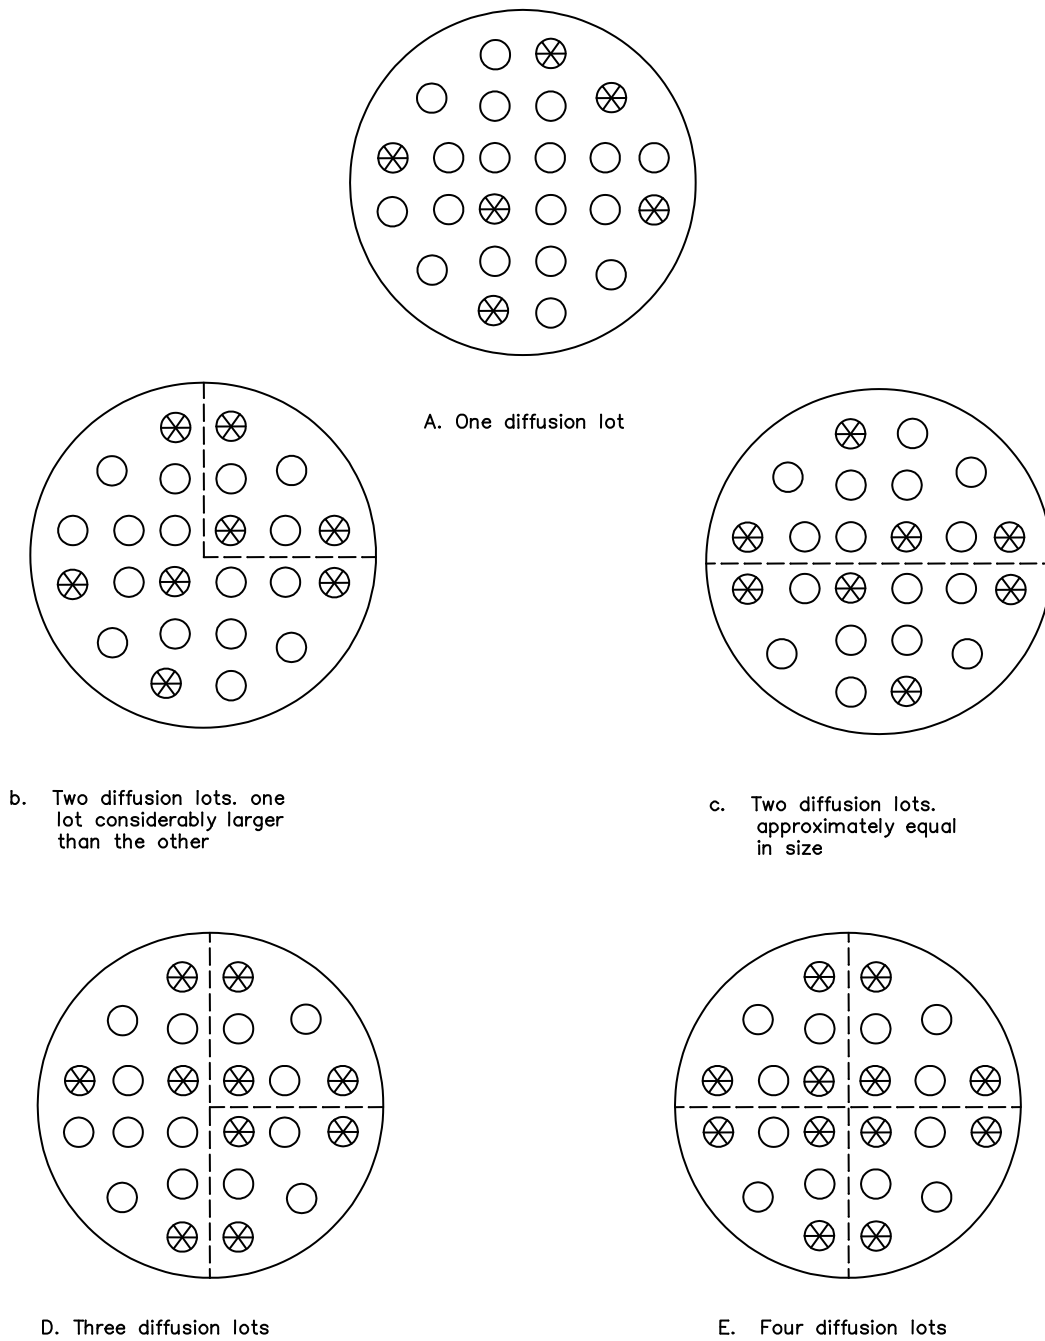 A. One diffusion lot
b. Two diffusion lots. one
lot considerably larger
than the other
c. Two diffusion lots.
approximately equal
in size
D. Three diffusion lots
E. Four diffusion lots